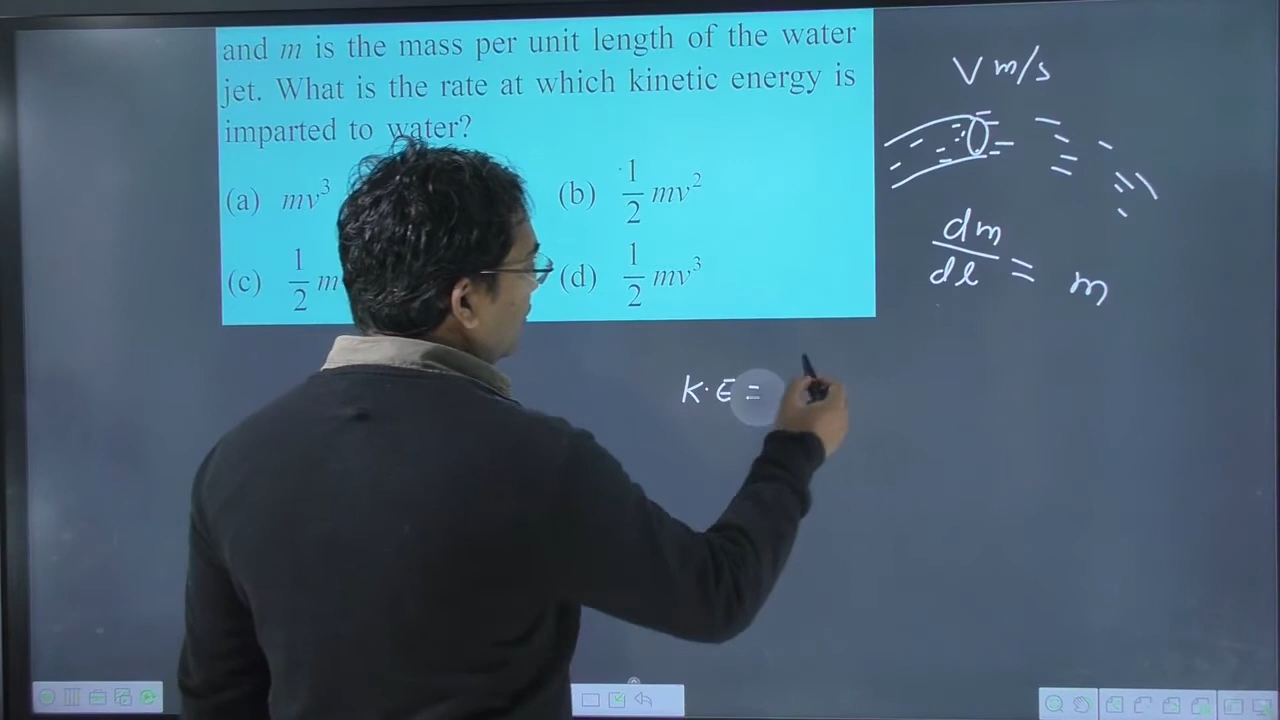 and m is the mass per unit length of the water
jet. What is the rate at which kinetic energy is
imparted to water?
(a) mv³
(b) 1/2 mv²
(c) 1/2 m
(d) 1/2 mv³
V m/s
dm/dl = m
K.E =